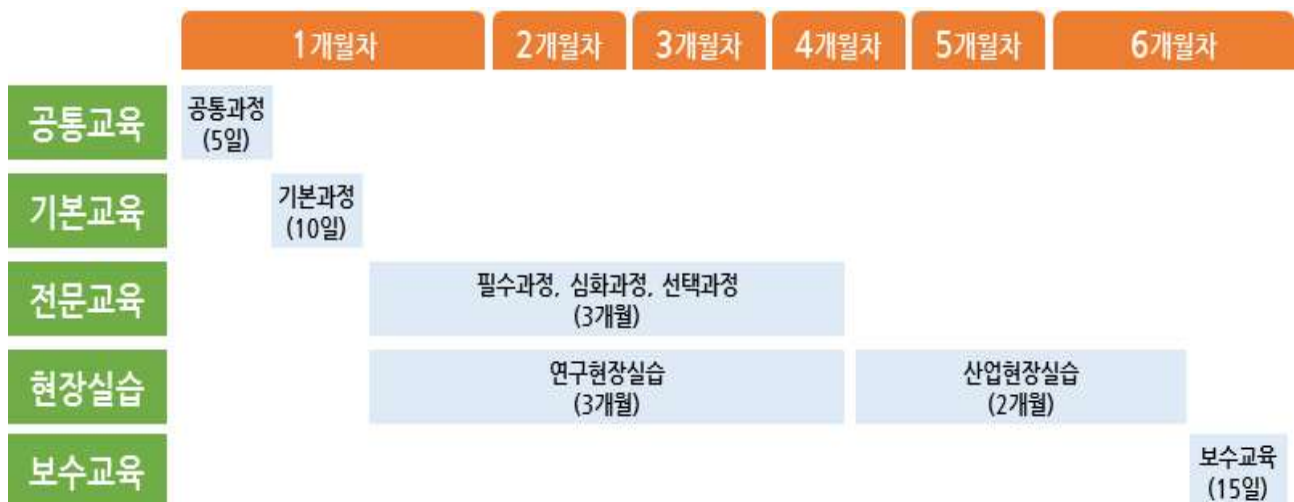 1개월차 2개월차 3개월차 4개월차 5개월차 6개월차
공통교육
공통과정
(5일)
기본교육
기본과정
(10일)
전문교육
필수과정, 심화과정, 선택과정
(3개월)
현장실습
연구현장실습
(3개월)
산업현장실습
(2개월)
보수교육
보수교육
(15일)